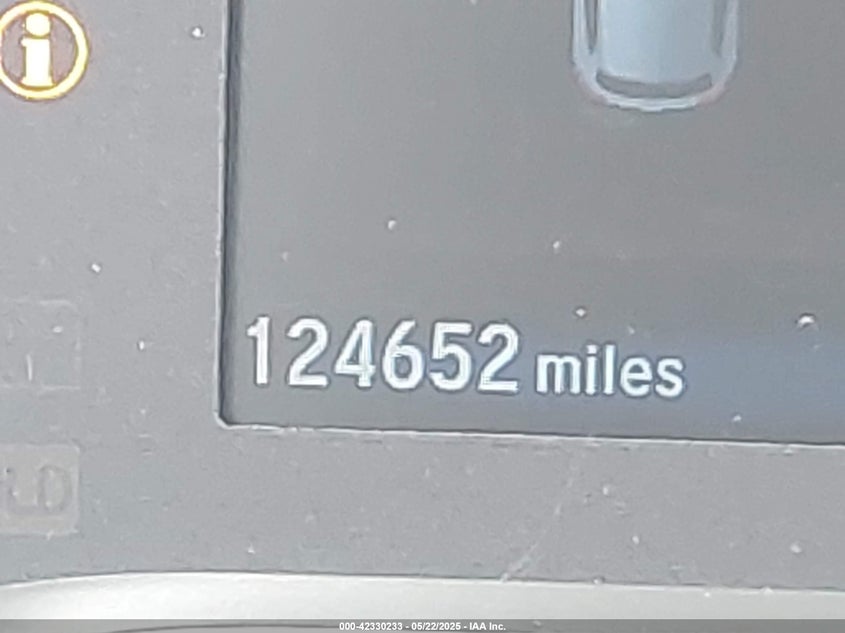 i
124652 miles
000-42330233 - 05/22/2025 - IAA Inc.